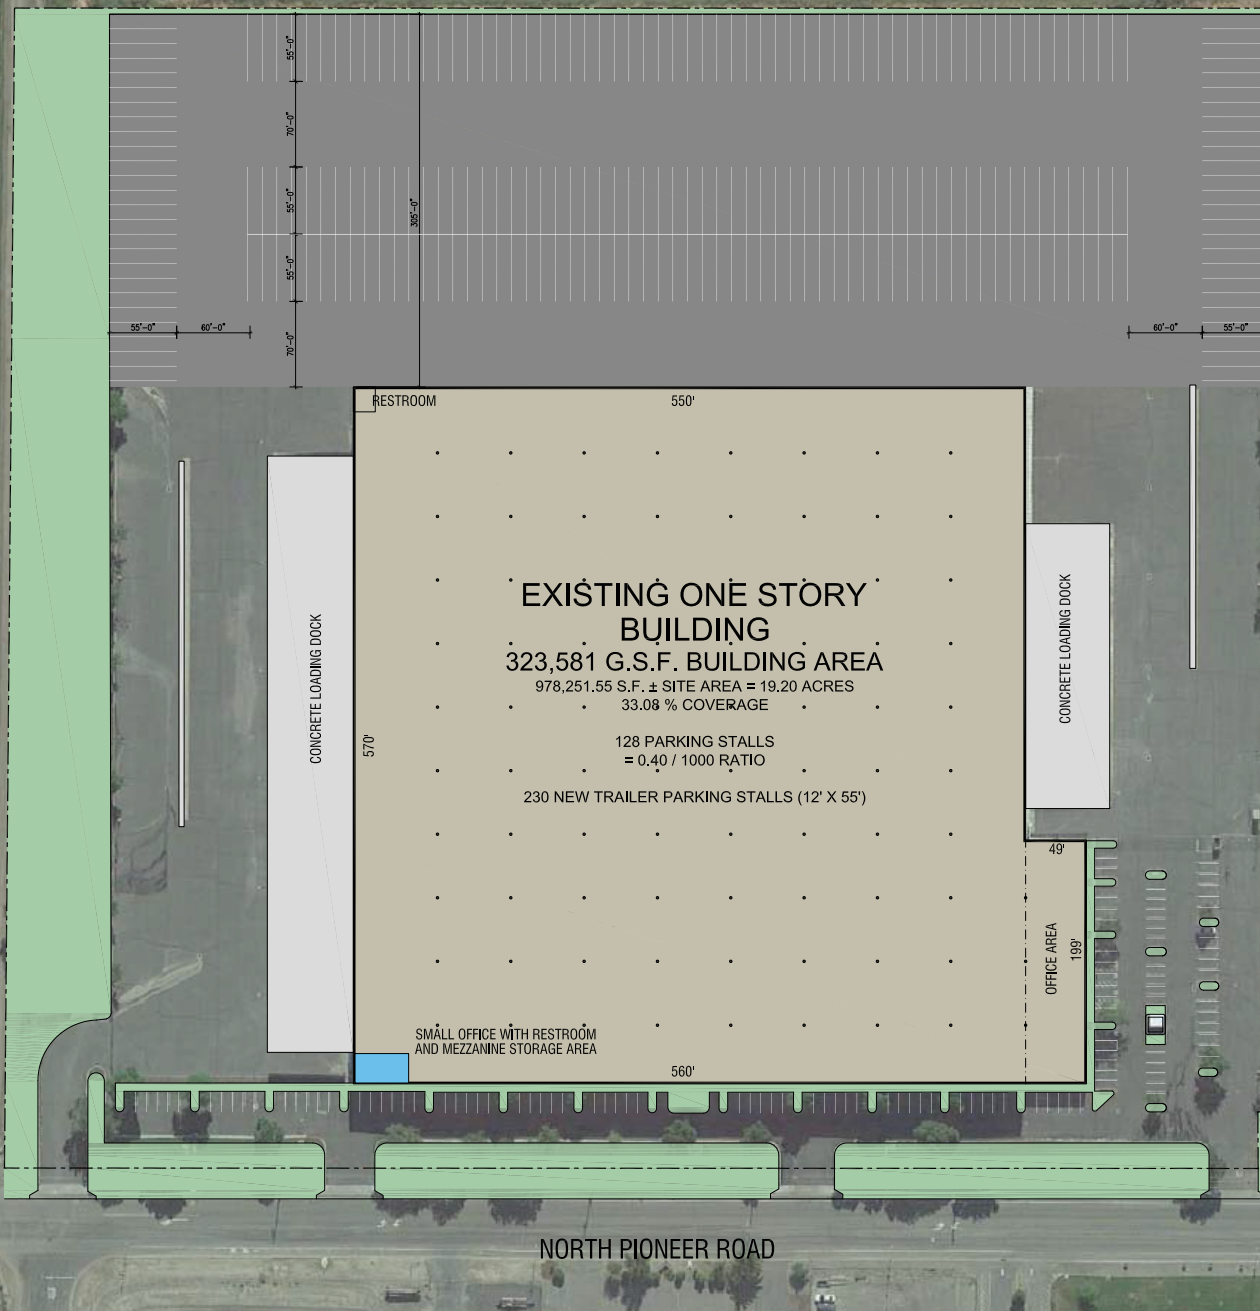 55'-0"
70'-0"
55'-0"
305'-0"
55'-0"
55'-0"
60'-0"
60'-0"
55'-0"
70'-0"
RESTROOM
550'
EXISTING ONE STORY
BUILDING
323,581 G.S.F. BUILDING AREA
978,251.55 S.F. ± SITE AREA = 19.20 ACRES
33.08 % COVERAGE
128 PARKING STALLS
= 0.40 / 1000 RATIO
230 NEW TRAILER PARKING STALLS (12' X 55')
CONCRETE LOADING DOCK
570'
CONCRETE LOADING DOCK
49'
OFFICE AREA
199'
SMALL OFFICE WITH RESTROOM
AND MEZZANINE STORAGE AREA
560'
NORTH PIONEER ROAD